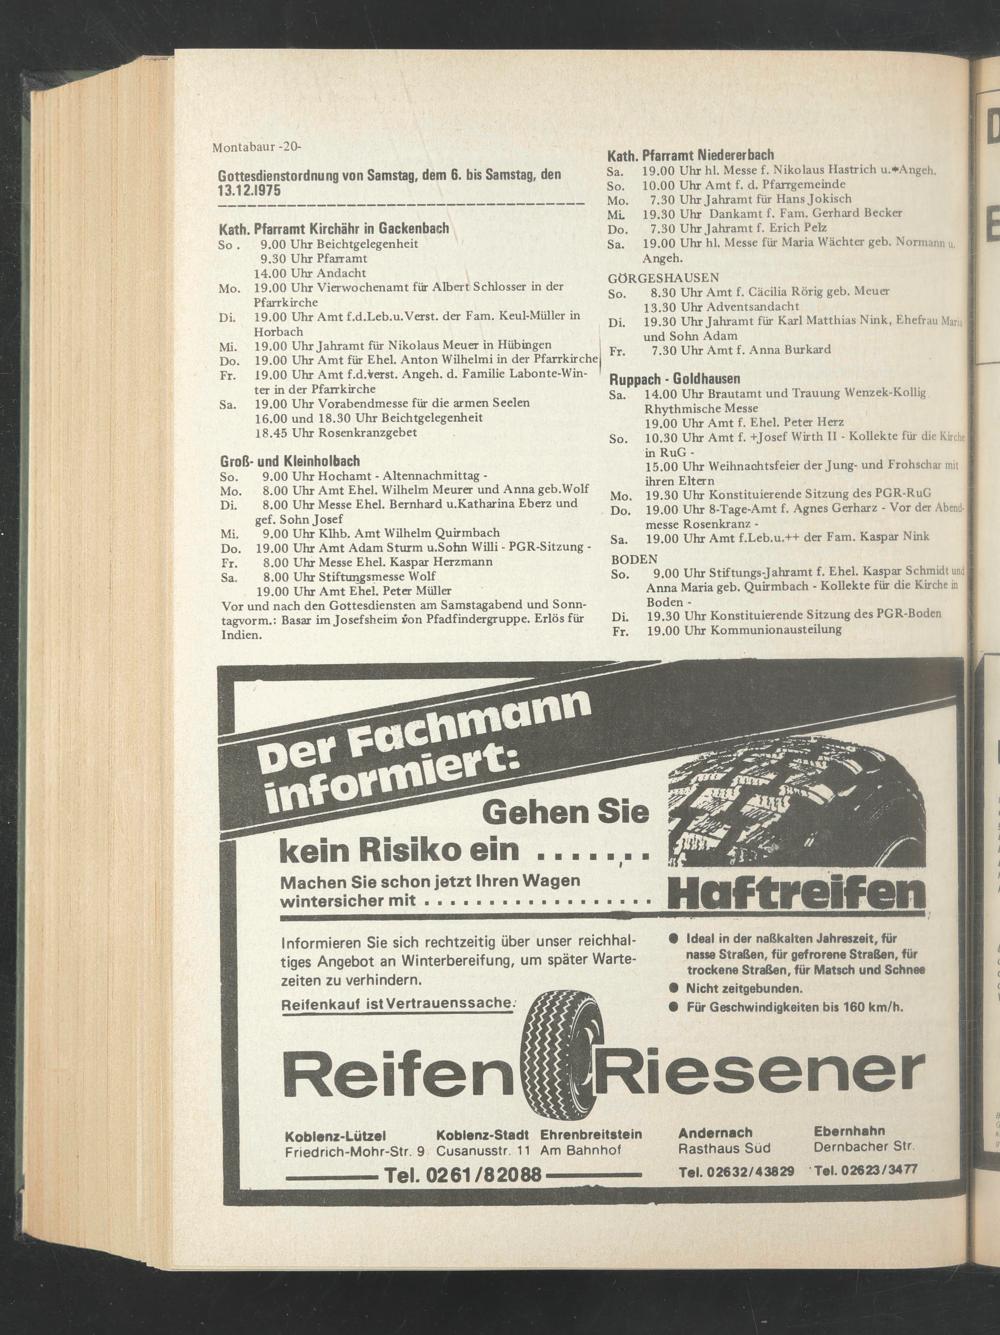 Montabaur -20-
Gottesdienstordnung von Samstag, dem 6. bis Samstag, den
13.12.1975
Kath. Pfarramt Kirchähr in Gackenbach
So. 9.00 Uhr Beichtgelegenheit
9.30 Uhr Pfarramt
14.00 Uhr Andacht
Mo. 19.00 Uhr Vierwochenamt für Albert Schlosser in der
Pfarrkirche
Di. 19.00 Uhr Amt f.d.Leb.u.Verst. der Fam. Keul-Müller in
Horbach
Mi. 19.00 Uhr Jahramt für Nikolaus Meuer in Hübingen
Do. 19.00 Uhr Amt für Ehel. Anton Wilhelmi in der Pfarrkirche
Fr. 19.00 Uhr Amt f.d.verst. Angeh. d. Familie Labonte-Win-
ter in der Pfarrkirche
Sa. 19.00 Uhr Vorabendmesse für die armen Seelen
16.00 und 18.30 Uhr Beichtgelegenheit
18.45 Uhr Rosenkranzgebet
Groß- und Kleinholbach
So. 9.00 Uhr Hochamt - Altennachmittag -
Mo. 8.00 Uhr Amt Ehel. Wilhelm Meurer und Anna geb.Wolf
Di. 8.00 Uhr Messe Ehel. Bernhard u.Katharina Eberz und
gef. Sohn Josef
Mi. 9.00 Uhr Klhb. Amt Wilhelm Quirmbach
Do. 19.00 Uhr Amt Adam Sturm u.Sohn Willi - PGR-Sitzung -
Fr. 8.00 Uhr Messe Ehel. Kaspar Herzmann
Sa. 8.00 Uhr Stiftungsmesse Wolf
19.00 Uhr Amt Ehel. Peter Müller
Vor und nach den Gottesdiensten am Samstagabend und Sonn-
tagvorm.: Basar im Josefsheim von Pfadfindergruppe. Erlös für
Indien.
Kath. Pfarramt Niedererbach
Sa. 19.00 Uhr hl. Messe f. Nikolaus Hastrich u.*Angeh.
So. 10.00 Uhr Amt f. d. Pfarrgemeinde
Mo. 7.30 Uhr Jahramt für Hans Jokisch
Mi. 19.30 Uhr Dankamt f. Fam. Gerhard Becker
Do. 7.30 Uhr Jahramt f. Erich Pelz
Sa. 19.00 Uhr hl. Messe für Maria Wächter geb. Normann u.
Angeh.
GÖRGESHAUSEN
So. 8.30 Uhr Amt f. Cäcilia Rörig geb. Meuer
13.30 Uhr Adventsandacht
Di. 19.30 Uhr Jahramt für Karl Matthias Nink, Ehefrau Maria
und Sohn Adam
Fr. 7.30 Uhr Amt f. Anna Burkard
Ruppach - Goldhausen
Sa. 14.00 Uhr Brautamt und Trauung Wenzek-Kollig
Rhythmische Messe
19.00 Uhr Amt f. Ehel. Peter Herz
So. 10.30 Uhr Amt f. +Josef Wirth II - Kollekte für die Kirche
in RuG -
15.00 Uhr Weihnachtsfeier der Jung- und Frohschar mit
ihren Eltern
Mo. 19.30 Uhr Konstituierende Sitzung des PGR-RuG
Do. 19.00 Uhr 8-Tage-Amt f. Agnes Gerharz - Vor der Abend-
messe Rosenkranz -
Sa. 19.00 Uhr Amt f.Leb.u.++ der Fam. Kaspar Nink
BODEN
So. 9.00 Uhr Stiftungs-Jahramt f. Ehel. Kaspar Schmidt und
Anna Maria geb. Quirmbach - Kollekte für die Kirche in
Boden -
Di. 19.30 Uhr Konstituierende Sitzung des PGR-Boden
Fr. 19.00 Uhr Kommunionausteilung
Der Fachmann
informiert:
Gehen Sie
kein Risiko ein .......
Machen Sie schon jetzt Ihren Wagen
wintersicher mit ..................
Haftreifen
Informieren Sie sich rechtzeitig über unser reichhal-
tiges Angebot an Winterbereifung, um später Warte-
zeiten zu verhindern.
Reifenkauf ist Vertrauenssache.
● Ideal in der naßkalten Jahreszeit, für
nasse Straßen, für gefrorene Straßen, für
trockene Straßen, für Matsch und Schnee
● Nicht zeitgebunden.
● Für Geschwindigkeiten bis 160 km/h.
Reifen Riesener
Koblenz-Lützel Koblenz-Stadt Ehrenbreitstein Andernach Ebernhahn
Friedrich-Mohr-Str. 9 Cusanusstr. 11 Am Bahnhof Rasthaus Süd Dernbacher Str.
Tel. 0261/82088 Tel. 02632/43829 Tel. 02623/3477